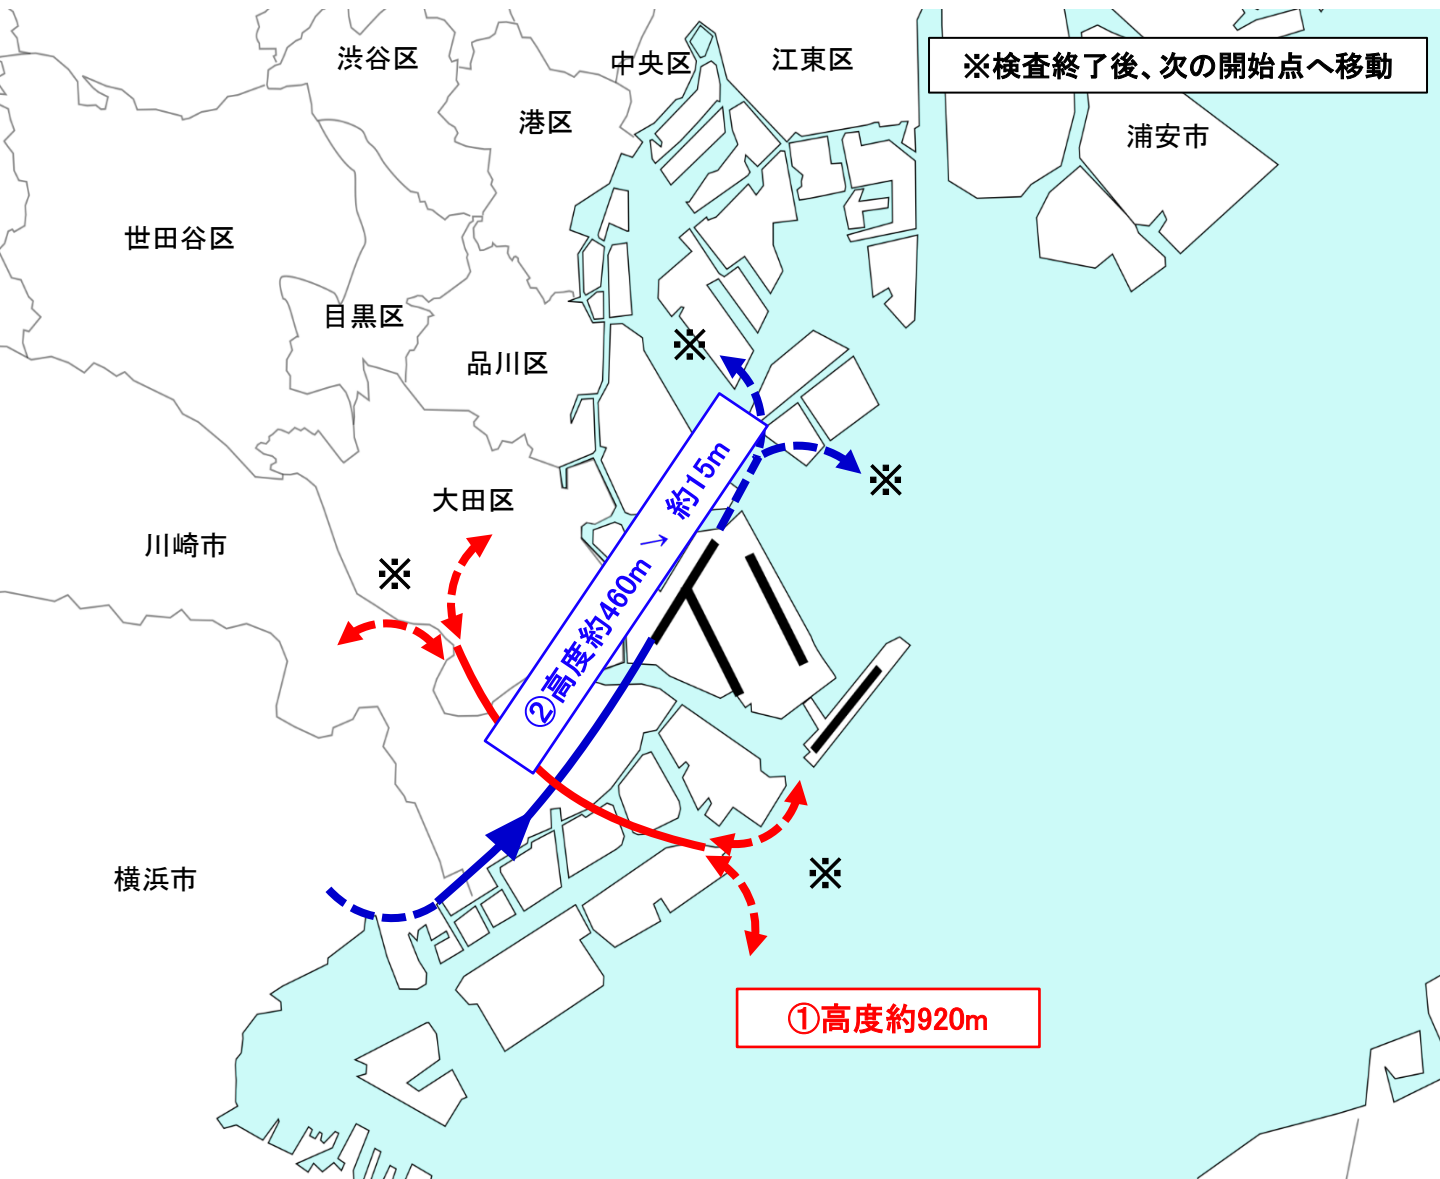 渋谷区
中央区
江東区
※検査終了後、次の開始点へ移動
港区
浦安市
世田谷区
目黒区
※
品川区
※
大田区
②高度約460m → 約15m
川崎市
※
横浜市
※
①高度約920m